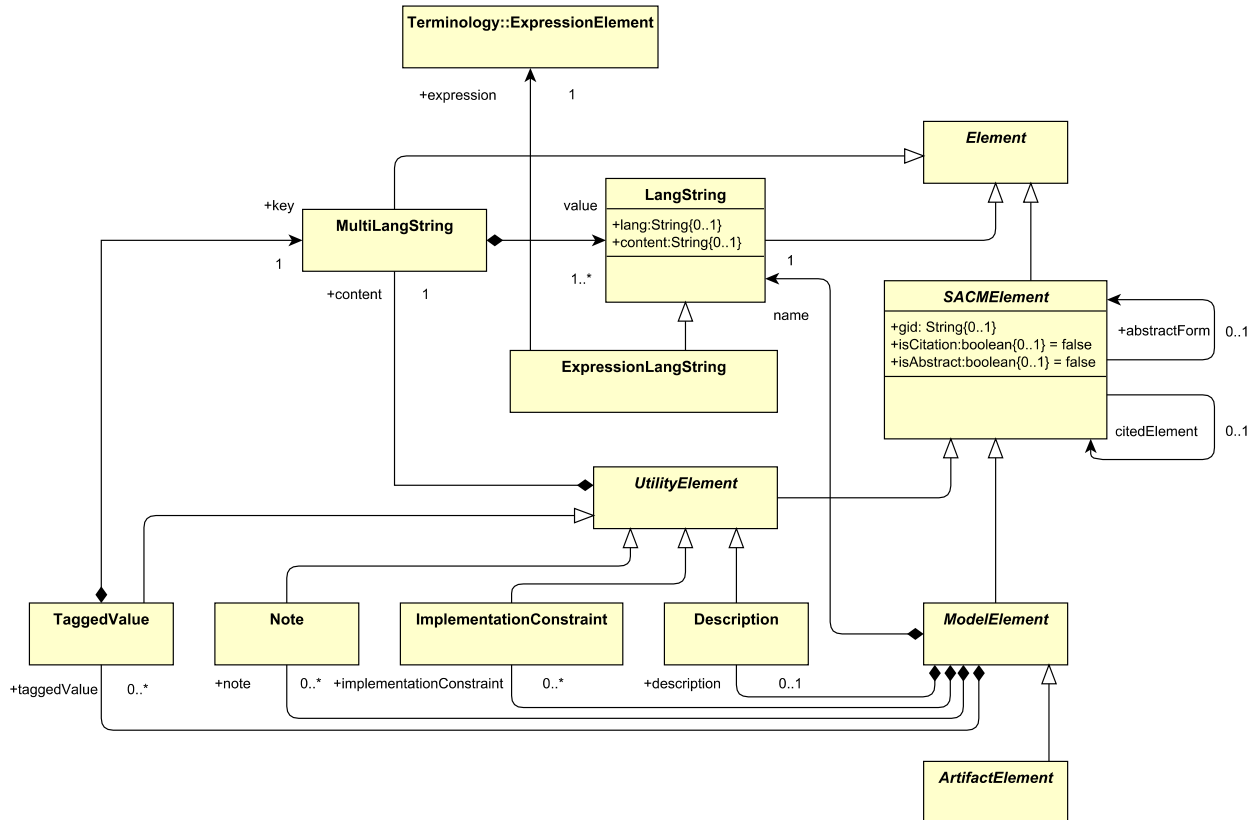 Terminology::ExpressionElement
+expression
1
Element
+key
value
LangString
MultiLangString
+lang:String{0..1}
+content:String{0..1}
1
1
1..*
+content
1
name
SACMElement
+gid: String{0..1}
+isCitation:boolean{0..1} = false
+isAbstract:boolean{0..1} = false
+abstractForm
0..1
ExpressionLangString
citedElement
0..1
UtilityElement
TaggedValue
Note
ImplementationConstraint
Description
ModelElement
+taggedValue
0..*
+note
0..*
+implementationConstraint
0..*
+description
0..1
ArtifactElement